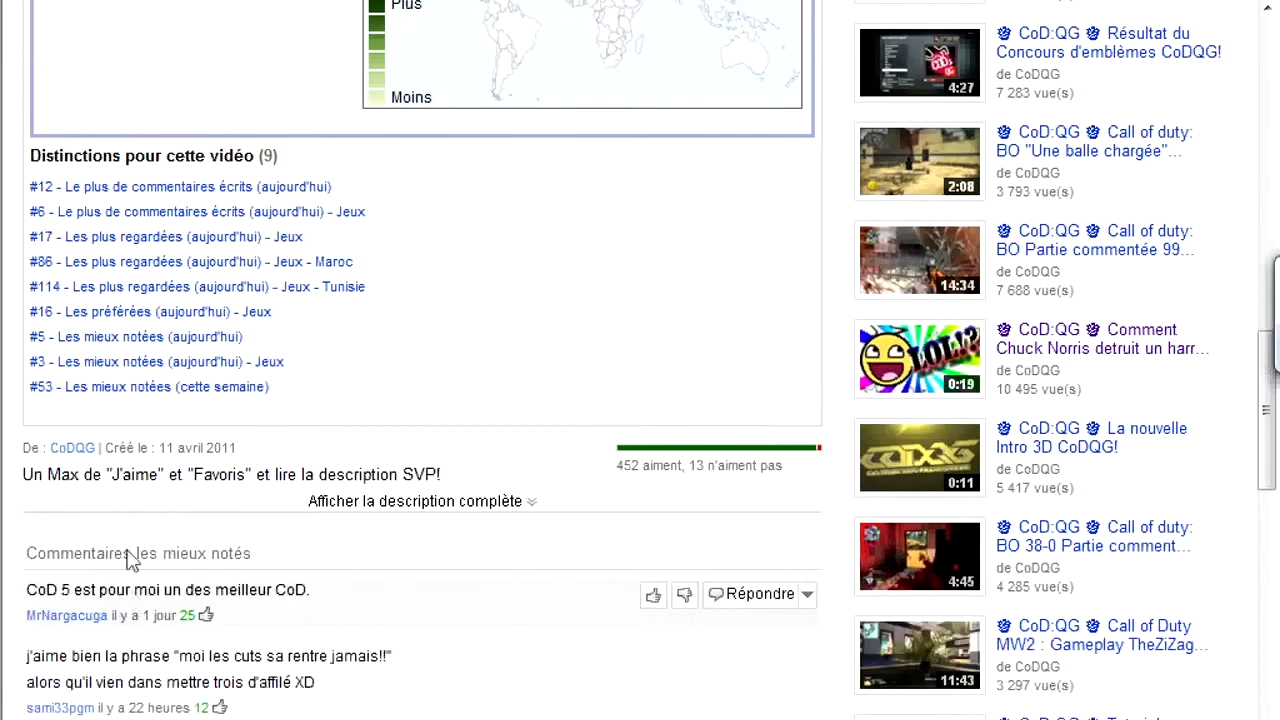 Plus
Moins
Distinctions pour cette vidéo (9)
#12 - Le plus de commentaires écrits (aujourd'hui)
#6 - Le plus de commentaires écrits (aujourd'hui) - Jeux
#17 - Les plus regardées (aujourd'hui) - Jeux
#86 - Les plus regardées (aujourd'hui) - Jeux - Maroc
#114 - Les plus regardées (aujourd'hui) - Jeux - Tunisie
#16 - Les préférées (aujourd'hui) - Jeux
#5 - Les mieux notées (aujourd'hui)
#3 - Les mieux notées (aujourd'hui) - Jeux
#53 - Les mieux notées (cette semaine)
De : CoDQG | Créé le : 11 avril 2011
Un Max de "J'aime" et "Favoris" et lire la description SVP!
452 aiment, 13 n'aiment pas
Afficher la description complète
Commentaires les mieux notés
CoD 5 est pour moi un des meilleur CoD.
Répondre
MrNargacuga il y a 1 jour 25
j'aime bien la phrase "moi les cuts sa rentre jamais!!"
alors qu'il vien dans mettre trois d'affilé XD
sami33pgm il y a 22 heures 12
4:27
CoD:QG Résultat du
Concours d'emblèmes CoDQG!
de CoDQG
7 283 vue(s)
2:08
CoD:QG Call of duty:
BO "Une balle chargée"...
de CoDQG
3 793 vue(s)
14:34
CoD:QG Call of duty:
BO Partie commentée 99...
de CoDQG
7 688 vue(s)
LOL!?
0:19
CoD:QG Comment
Chuck Norris detruit un harr...
de CoDQG
10 495 vue(s)
CODQG
0:11
CoD:QG La nouvelle
Intro 3D CoDQG!
de CoDQG
5 417 vue(s)
4:45
CoD:QG Call of duty:
BO 38-0 Partie comment...
de CoDQG
4 285 vue(s)
11:43
CoD:QG Call of Duty
MW2 : Gameplay TheZiZag...
de CoDQG
3 297 vue(s)